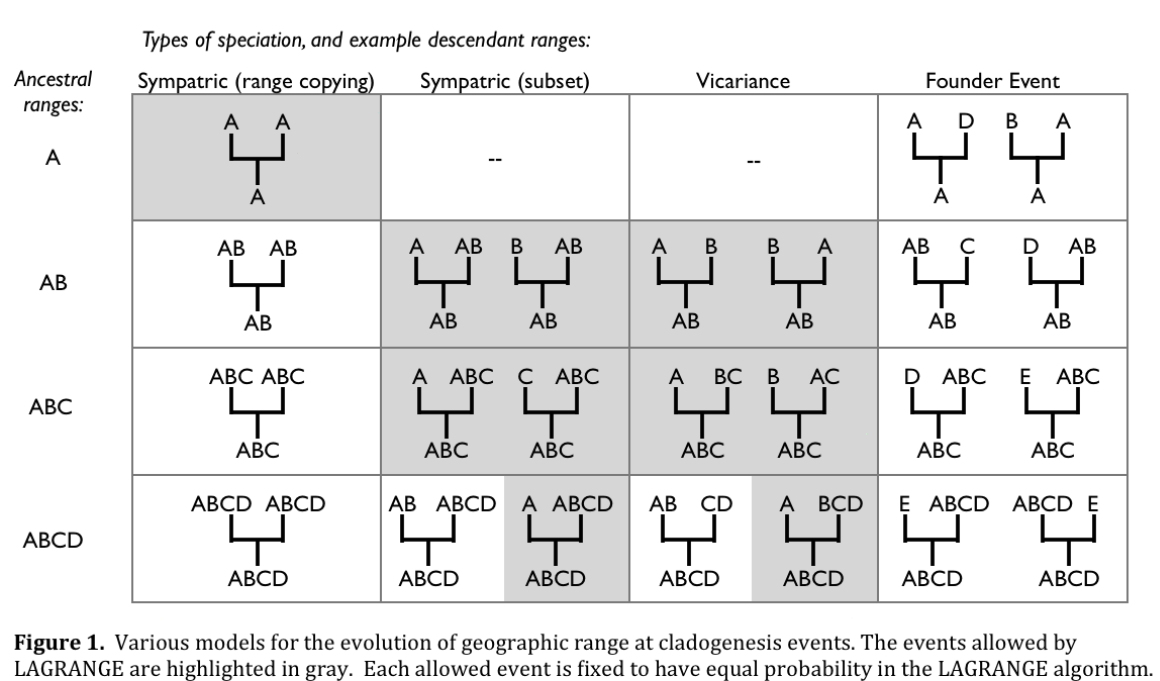 Types of speciation, and example descendant ranges:
Ancestral
ranges:
Sympatric (range copying) Sympatric (subset) Vicariance Founder Event
A A A D B A
A -- --
A A A
AB AB A AB B AB A B B A AB C D AB
AB
AB AB AB AB AB AB AB
ABC ABC A ABC C ABC A BC B AC D ABC E ABC
ABC
ABC ABC ABC ABC ABC ABC ABC
ABCD ABCD AB ABCD A ABCD AB CD A BCD E ABCD ABCD E
ABCD
ABCD ABCD ABCD ABCD ABCD ABCD ABCD
Figure 1. Various models for the evolution of geographic range at cladogenesis events. The events allowed by
LAGRANGE are highlighted in gray. Each allowed event is fixed to have equal probability in the LAGRANGE algorithm.